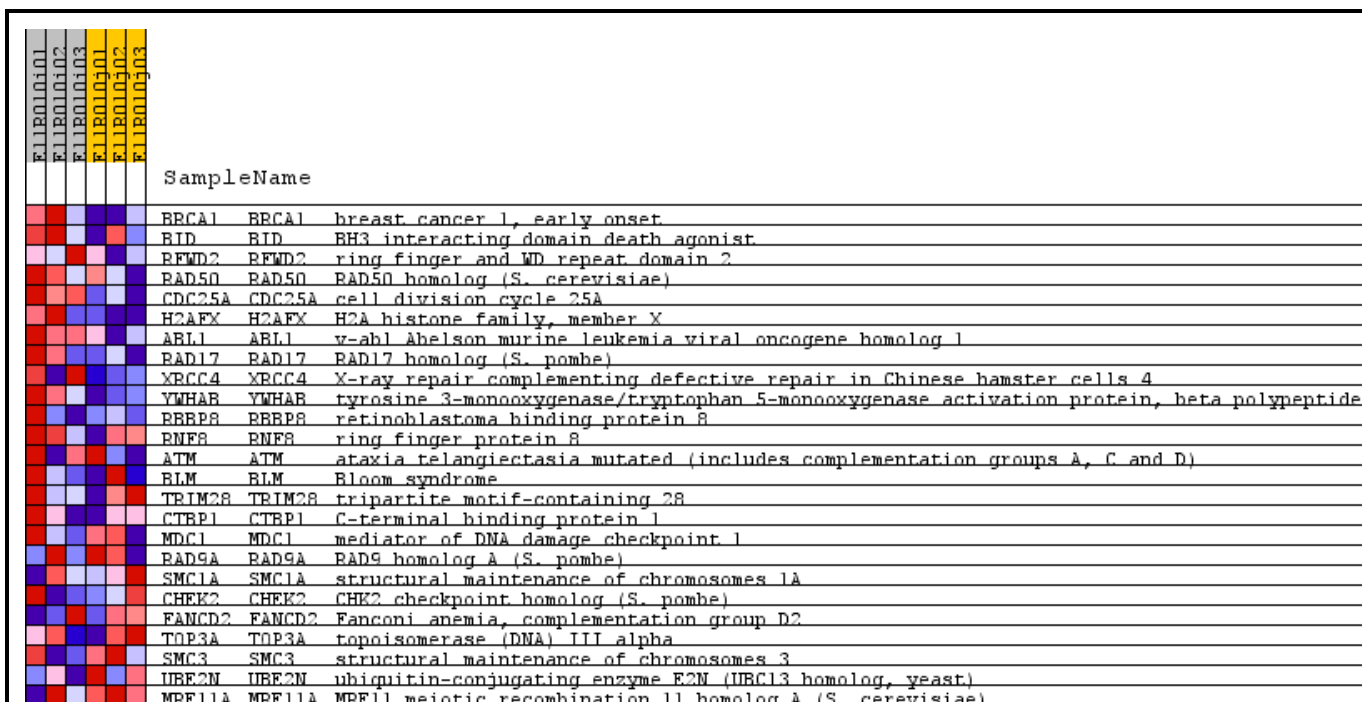 SampleName
BRCA1 BRCA1 breast cancer 1, early onset
BID BID BH3 interacting domain death agonist
RFWD2 RFWD2 ring finger and WD repeat domain 2
RAD50 RAD50 RAD50 homolog (S. cerevisiae)
CDC25A CDC25A cell division cycle 25A
H2AFX H2AFX H2A histone family, member X
ABL1 ABL1 v-abl Abelson murine leukemia viral oncogene homolog 1
RAD17 RAD17 RAD17 homolog (S. pombe)
XRCC4 XRCC4 X-ray repair complementing defective repair in Chinese hamster cells 4
YWHAB YWHAB tyrosine 3-monooxygenase/tryptophan 5-monooxygenase activation protein, beta polypeptide
RBBP8 RBBP8 retinoblastoma binding protein 8
RNF8 RNF8 ring finger protein 8
ATM ATM ataxia telangiectasia mutated (includes complementation groups A, C and D)
BLM BLM Bloom syndrome
TRIM28 TRIM28 tripartite motif-containing 28
CTBP1 CTBP1 C-terminal binding protein 1
MDC1 MDC1 mediator of DNA damage checkpoint 1
RAD9A RAD9A RAD9 homolog A (S. pombe)
SMC1A SMC1A structural maintenance of chromosomes 1A
CHEK2 CHEK2 CHK2 checkpoint homolog (S. pombe)
FANCD2 FANCD2 Fanconi anemia, complementation group D2
TOP3A TOP3A topoisomerase (DNA) III alpha
SMC3 SMC3 structural maintenance of chromosomes 3
UBE2N UBE2N ubiquitin-conjugating enzyme E2N (UBC13 homolog, yeast)
MRE11A MRE11A MRE11 meiotic recombination 11 homolog A (S. cerevisiae)